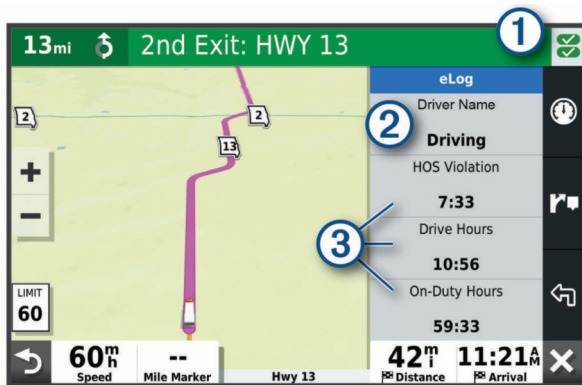 1
13mi 2nd Exit: HWY 13
eLog
Driver Name
2
Driving
HOS Violation
7:33
3
Drive Hours
10:56
On-Duty Hours
59:33
2
2
13
+
−
LIMIT
60
60mh
Speed
--
Mile Marker
Hwy 13
42mi
Distance
11:21AM
Arrival